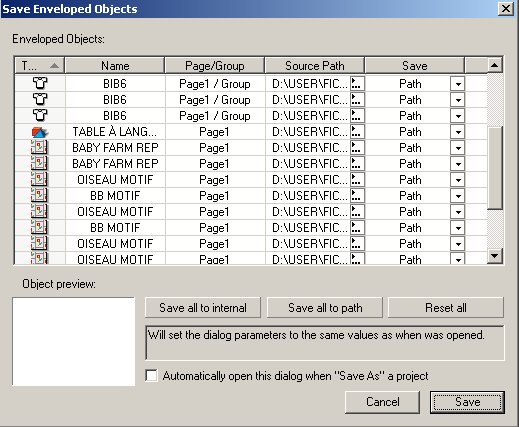 Save Enveloped Objects
Enveloped Objects:
T... Name Page/Group Source Path Save
BIB6 Page1 / Group D:\USER\FIC... Path
BIB6 Page1 / Group D:\USER\FIC... Path
BIB6 Page1 / Group D:\USER\FIC... Path
TABLE À LANG... Page1 D:\USER\FIC... Path
BABY FARM REP Page1 D:\USER\FIC... Path
BABY FARM REP Page1 D:\USER\FIC... Path
OISEAU MOTIF Page1 D:\USER\FIC... Path
BB MOTIF Page1 D:\USER\FIC... Path
OISEAU MOTIF Page1 D:\USER\FIC... Path
BB MOTIF Page1 D:\USER\FIC... Path
OISEAU MOTIF Page1 D:\USER\FIC... Path
OISEAU MOTIF Page1 D:\USER\FIC... Path
Object preview:
Save all to internal Save all to path Reset all
Will set the dialog parameters to the same values as when was opened.
Automatically open this dialog when "Save As" a project
Cancel Save